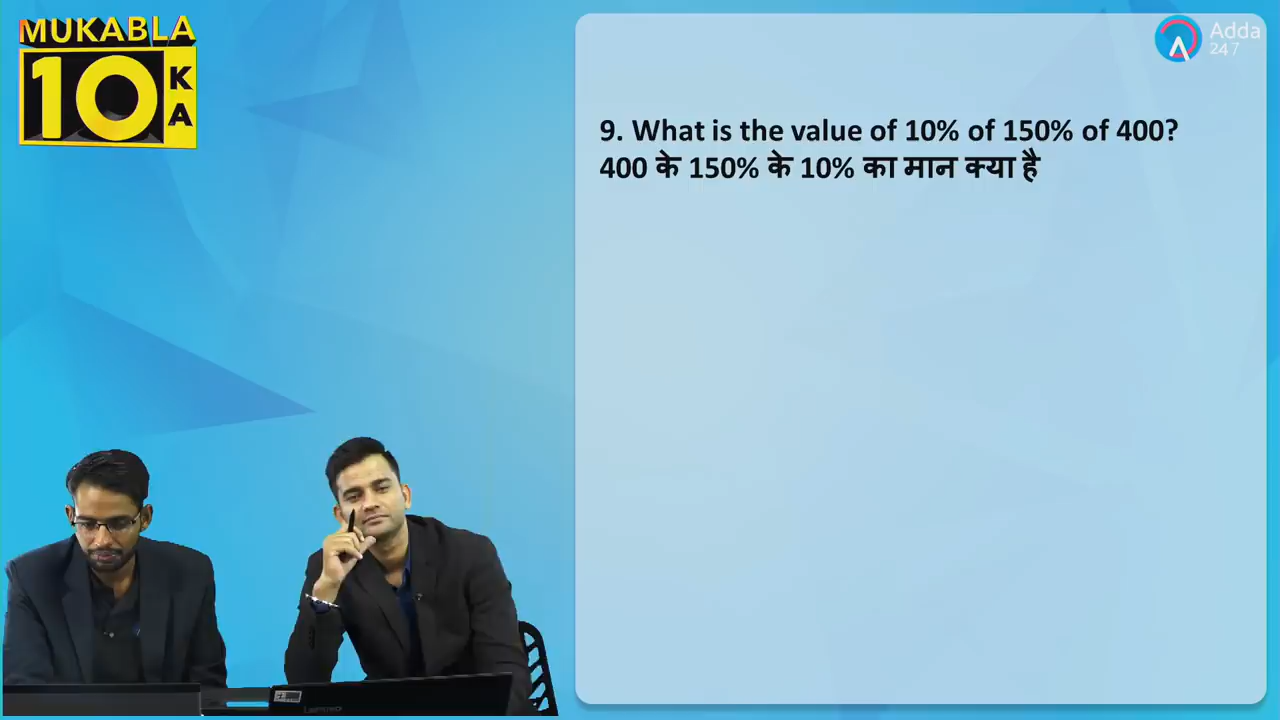 MUKABLA
10 KA
Adda
247
9. What is the value of 10% of 150% of 400?
400 के 150% के 10% का मान क्या है
Lenovo